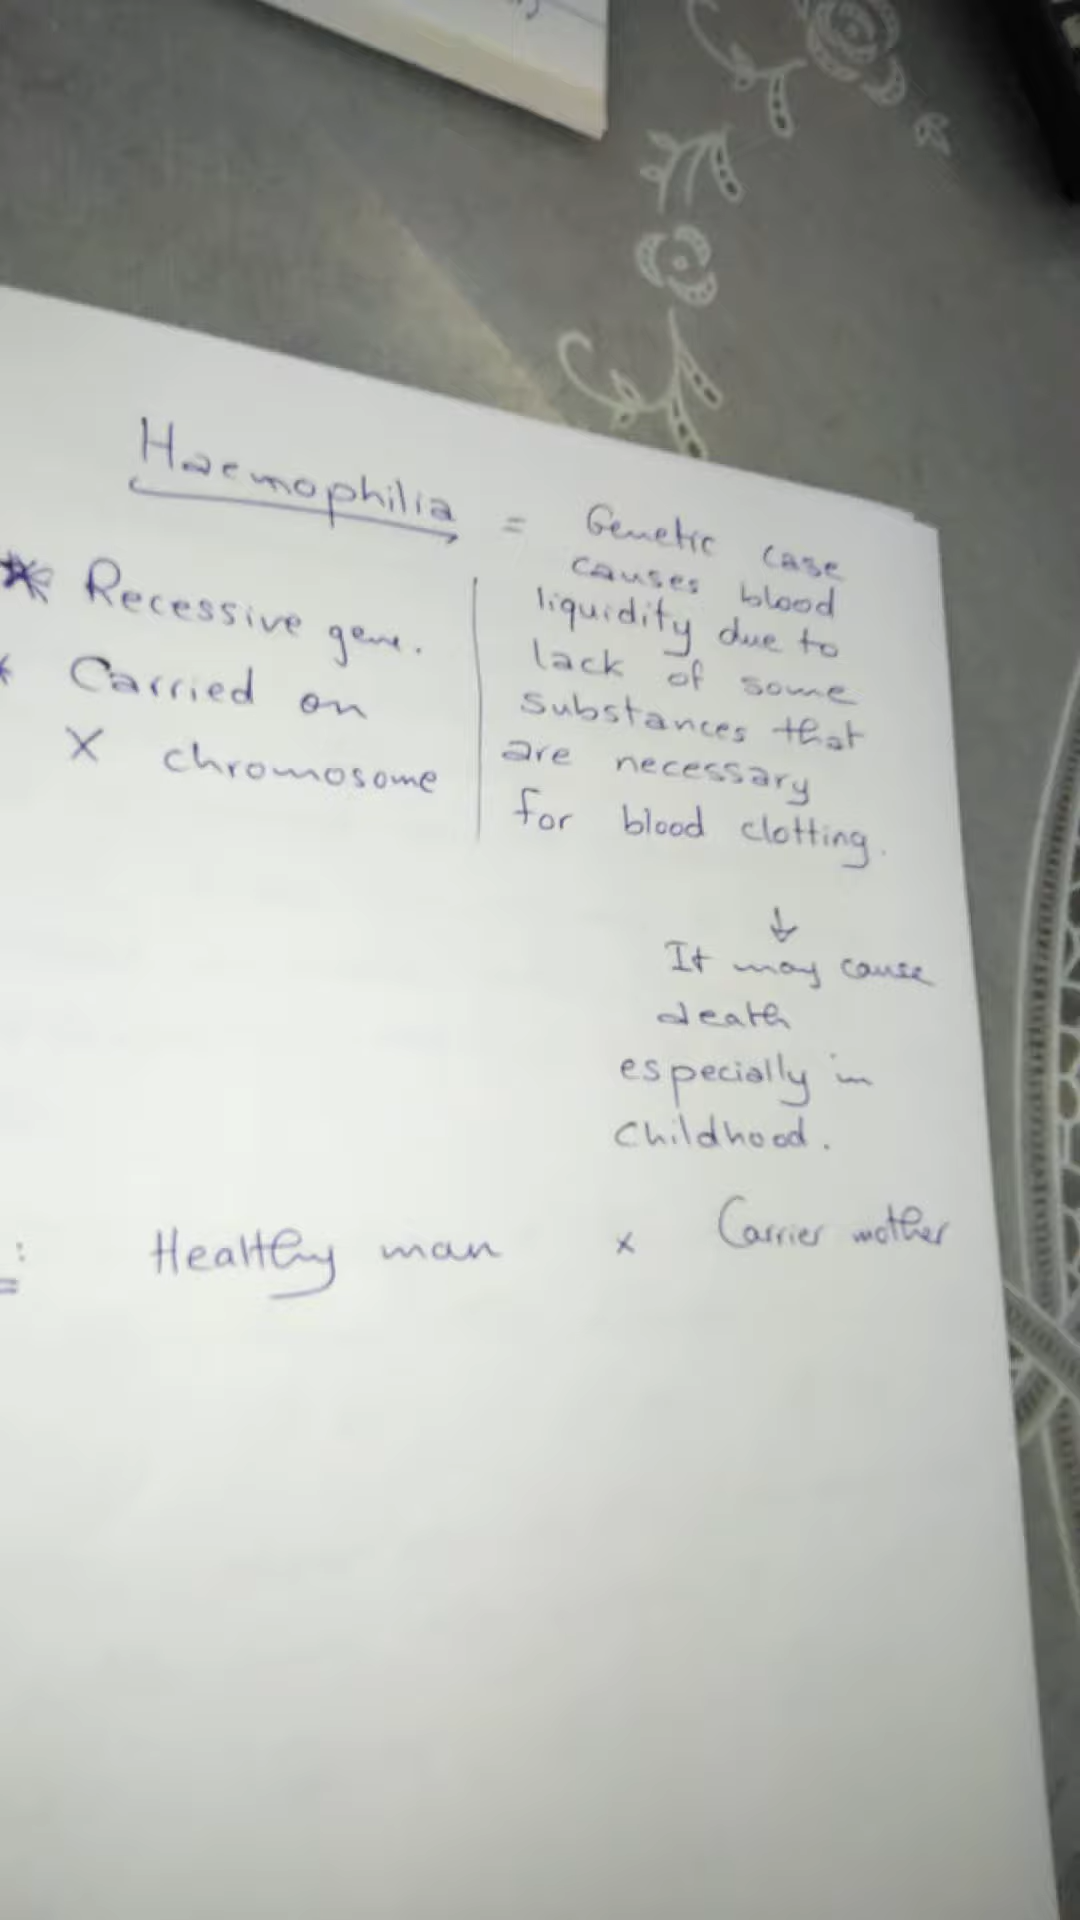 Haemophilia = Genetic case
causes blood
liquidity due to
lack of some
substances that
are necessary
for blood clotting.
* Recessive gene.
* Carried on
X chromosome
↓
It may cause
death
especially in
childhood.
: Healthy man x Carrier mother